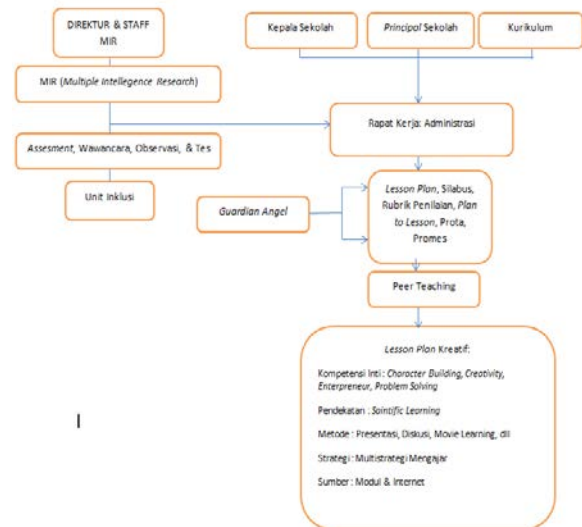 DIREKTUR & STAFF
MIR
Kepala Sekolah
Principal Sekolah
Kurikulum
MIR (Multiple Intellegence Research)
Rapat Kerja: Administrasi
Assesment, Wawancara, Observasi, & Tes
Unit Inklusi
Lesson Plan, Silabus,
Rubrik Penilaian, Plan
to Lesson, Prota,
Promes
Guardian Angel
Peer Teaching
Lesson Plan Kreatif:
Kompetensi Inti : Character Building, Creativity,
Enterpreneur, Problem Solving
Pendekatan : Saintific Learning
Metode : Presentasi, Diskusi, Movie Learning, dll
Strategi : Multistrategi Mengajar
Sumber : Modul & Internet